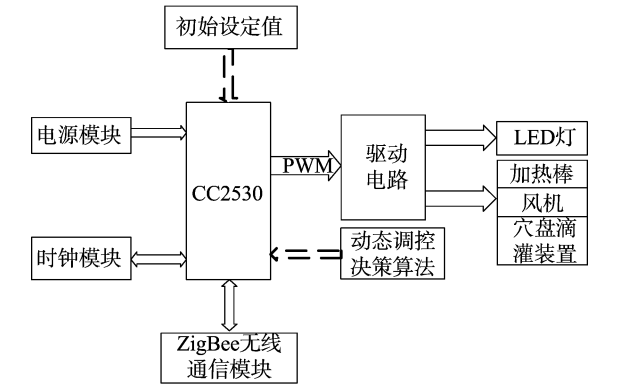 初始设定值
电源模块
CC2530
PWM
驱动
电路
LED灯
加热棒
风机
穴盘滴
灌装置
时钟模块
动态调控
决策算法
ZigBee无线
通信模块